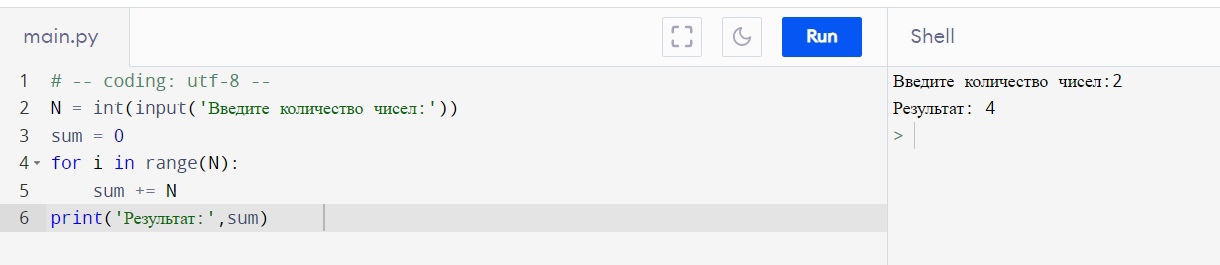 main.py
Run
Shell
1 # -- coding: utf-8 --
2 N = int(input('Введите количество чисел:'))
3 sum = 0
4 for i in range(N):
5     sum += N
6 print('Результат:',sum)
Введите количество чисел:2
Результат: 4
>